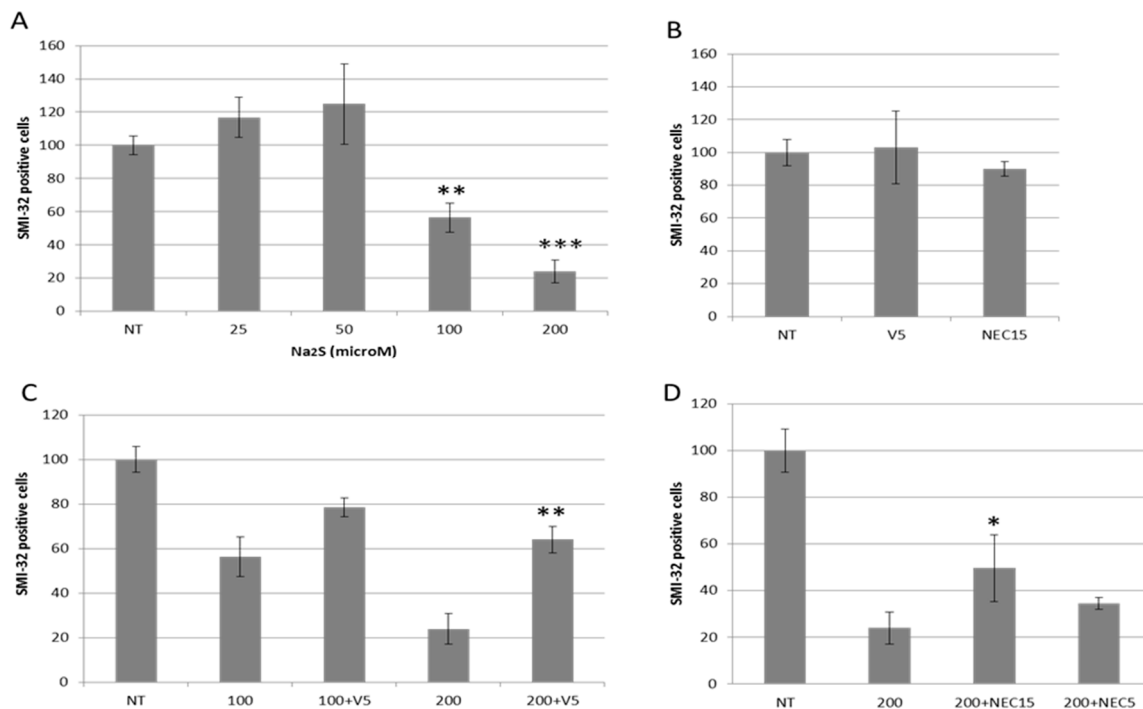 A
SMI-32 positive cells
160
140
120
100
80
60
40
20
0
**
***
NT 25 50 100 200
Na2S (microM)
B
SMI-32 positive cells
160
140
120
100
80
60
40
20
0
NT V5 NEC15
C
SMI-32 positive cells
120
100
80
60
40
20
0
**
NT 100 100+V5 200 200+V5
D
SMI-32 positive cells
120
100
80
60
40
20
0
*
NT 200 200+NEC15 200+NEC5